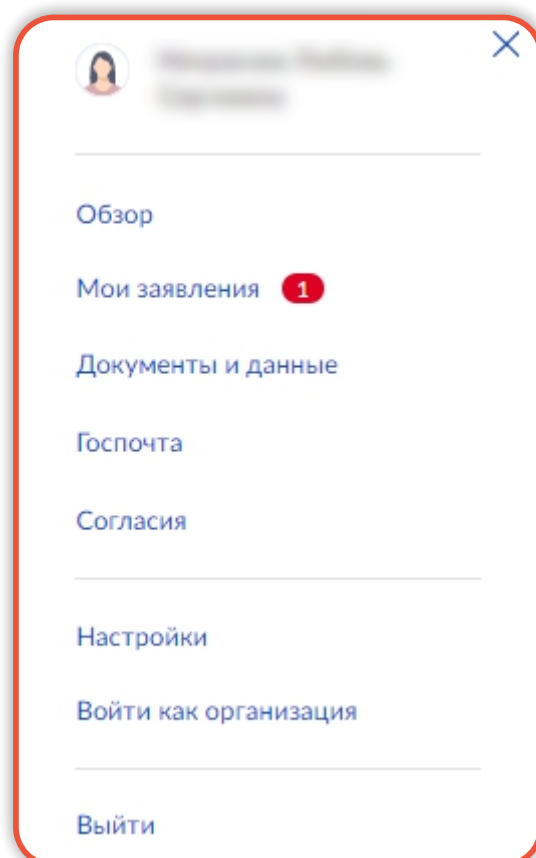 Обзор
Мои заявления 1
Документы и данные
Госпочта
Согласия
Настройки
Войти как организация
Выйти